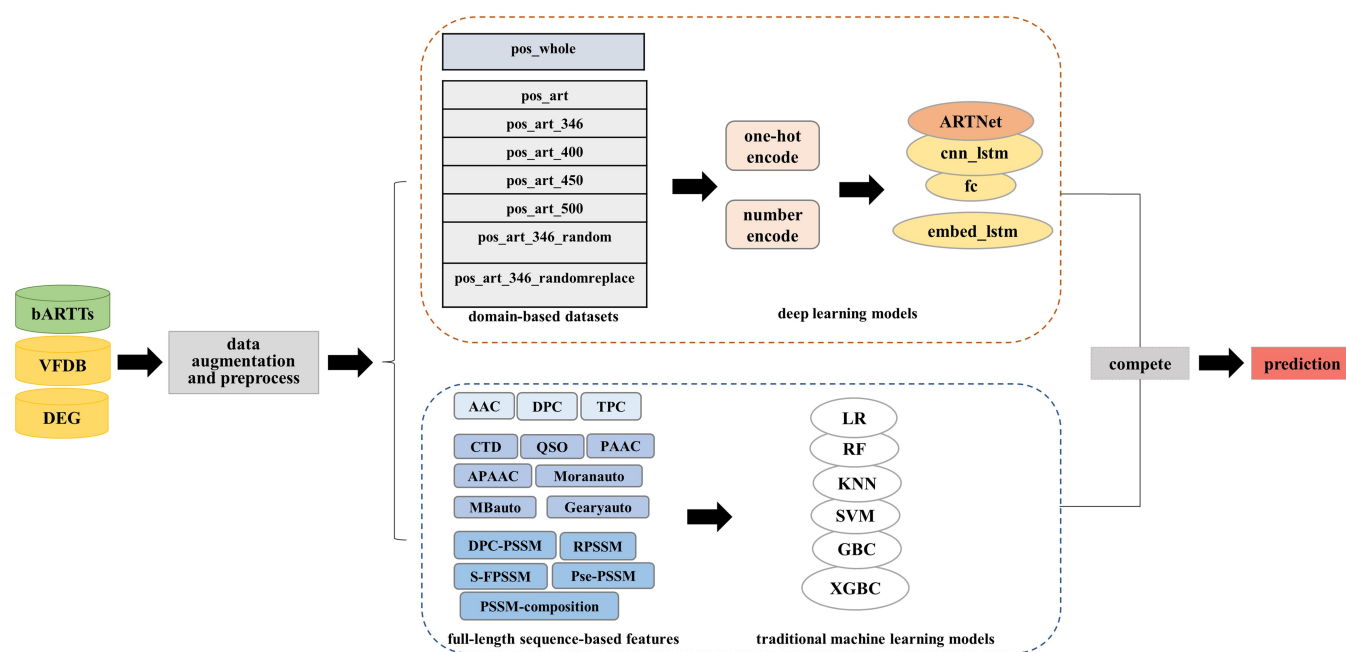 bARTTs
VFDB
DEG
data
augmentation
and preprocess
pos_whole
pos_art
pos_art_346
pos_art_400
pos_art_450
pos_art_500
pos_art_346_random
pos_art_346_randomreplace
domain-based datasets
one-hot
encode
number
encode
ARTNet
cnn_lstm
fc
embed_lstm
deep learning models
AAC DPC TPC
CTD QSO PAAC
APAAC Moranauto
MBauto Gearyauto
DPC-PSSM RPSSM
S-FPSSM Pse-PSSM
PSSM-composition
full-length sequence-based features
LR
RF
KNN
SVM
GBC
XGBC
traditional machine learning models
compete
prediction